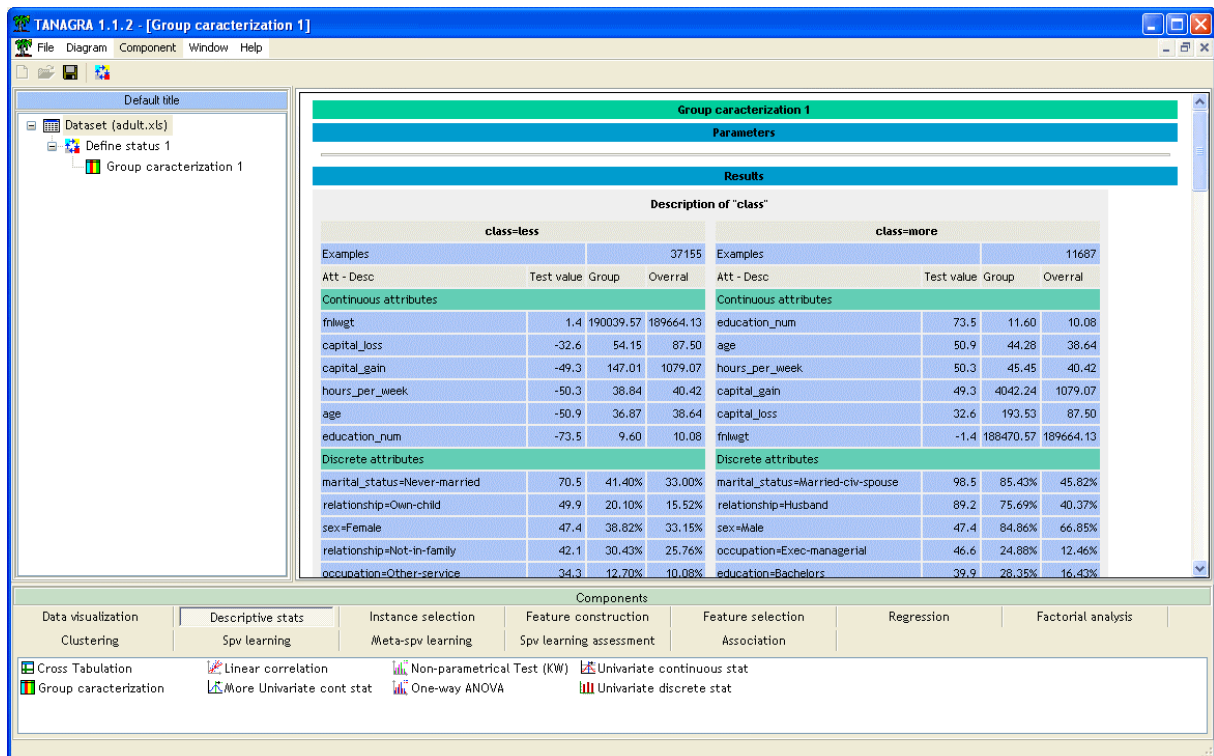 TANAGRA 1.1.2 - [Group caracterization 1]
File Diagram Component Window Help
Default title
Dataset (adult.xls)
Define status 1
Group caracterization 1
Group caracterization 1
Parameters
Results
Description of "class"
class=less class=more
Examples 37155 Examples 11687
Att - Desc Test value Group Overral Att - Desc Test value Group Overral
Continuous attributes Continuous attributes
fnlwgt 1.4 190039.57 189664.13 education_num 73.5 11.60 10.08
capital_loss -32.6 54.15 87.50 age 50.9 44.28 38.64
capital_gain -49.3 147.01 1079.07 hours_per_week 50.3 45.45 40.42
hours_per_week -50.3 38.84 40.42 capital_gain 49.3 4042.24 1079.07
age -50.9 36.87 38.64 capital_loss 32.6 193.53 87.50
education_num -73.5 9.60 10.08 fnlwgt -1.4 188470.57 189664.13
Discrete attributes Discrete attributes
marital_status=Never-married 70.5 41.40% 33.00% marital_status=Married-civ-spouse 98.5 85.43% 45.82%
relationship=Own-child 49.9 20.10% 15.52% relationship=Husband 89.2 75.69% 40.37%
sex=Female 47.4 38.82% 33.15% sex=Male 47.4 84.86% 66.85%
relationship=Not-in-family 42.1 30.43% 25.76% occupation=Exec-managerial 46.6 24.88% 12.46%
occupation=Other-service 34.3 12.70% 10.08% education=Bachelors 39.9 28.35% 16.43%
Components
Data visualization Descriptive stats Instance selection Feature construction Feature selection Regression Factorial analysis
Clustering Spv learning Meta-spv learning Spv learning assessment Association
Cross Tabulation Linear correlation Non-parametrical Test (KW) Univariate continuous stat
Group caracterization More Univariate cont stat One-way ANOVA Univariate discrete stat